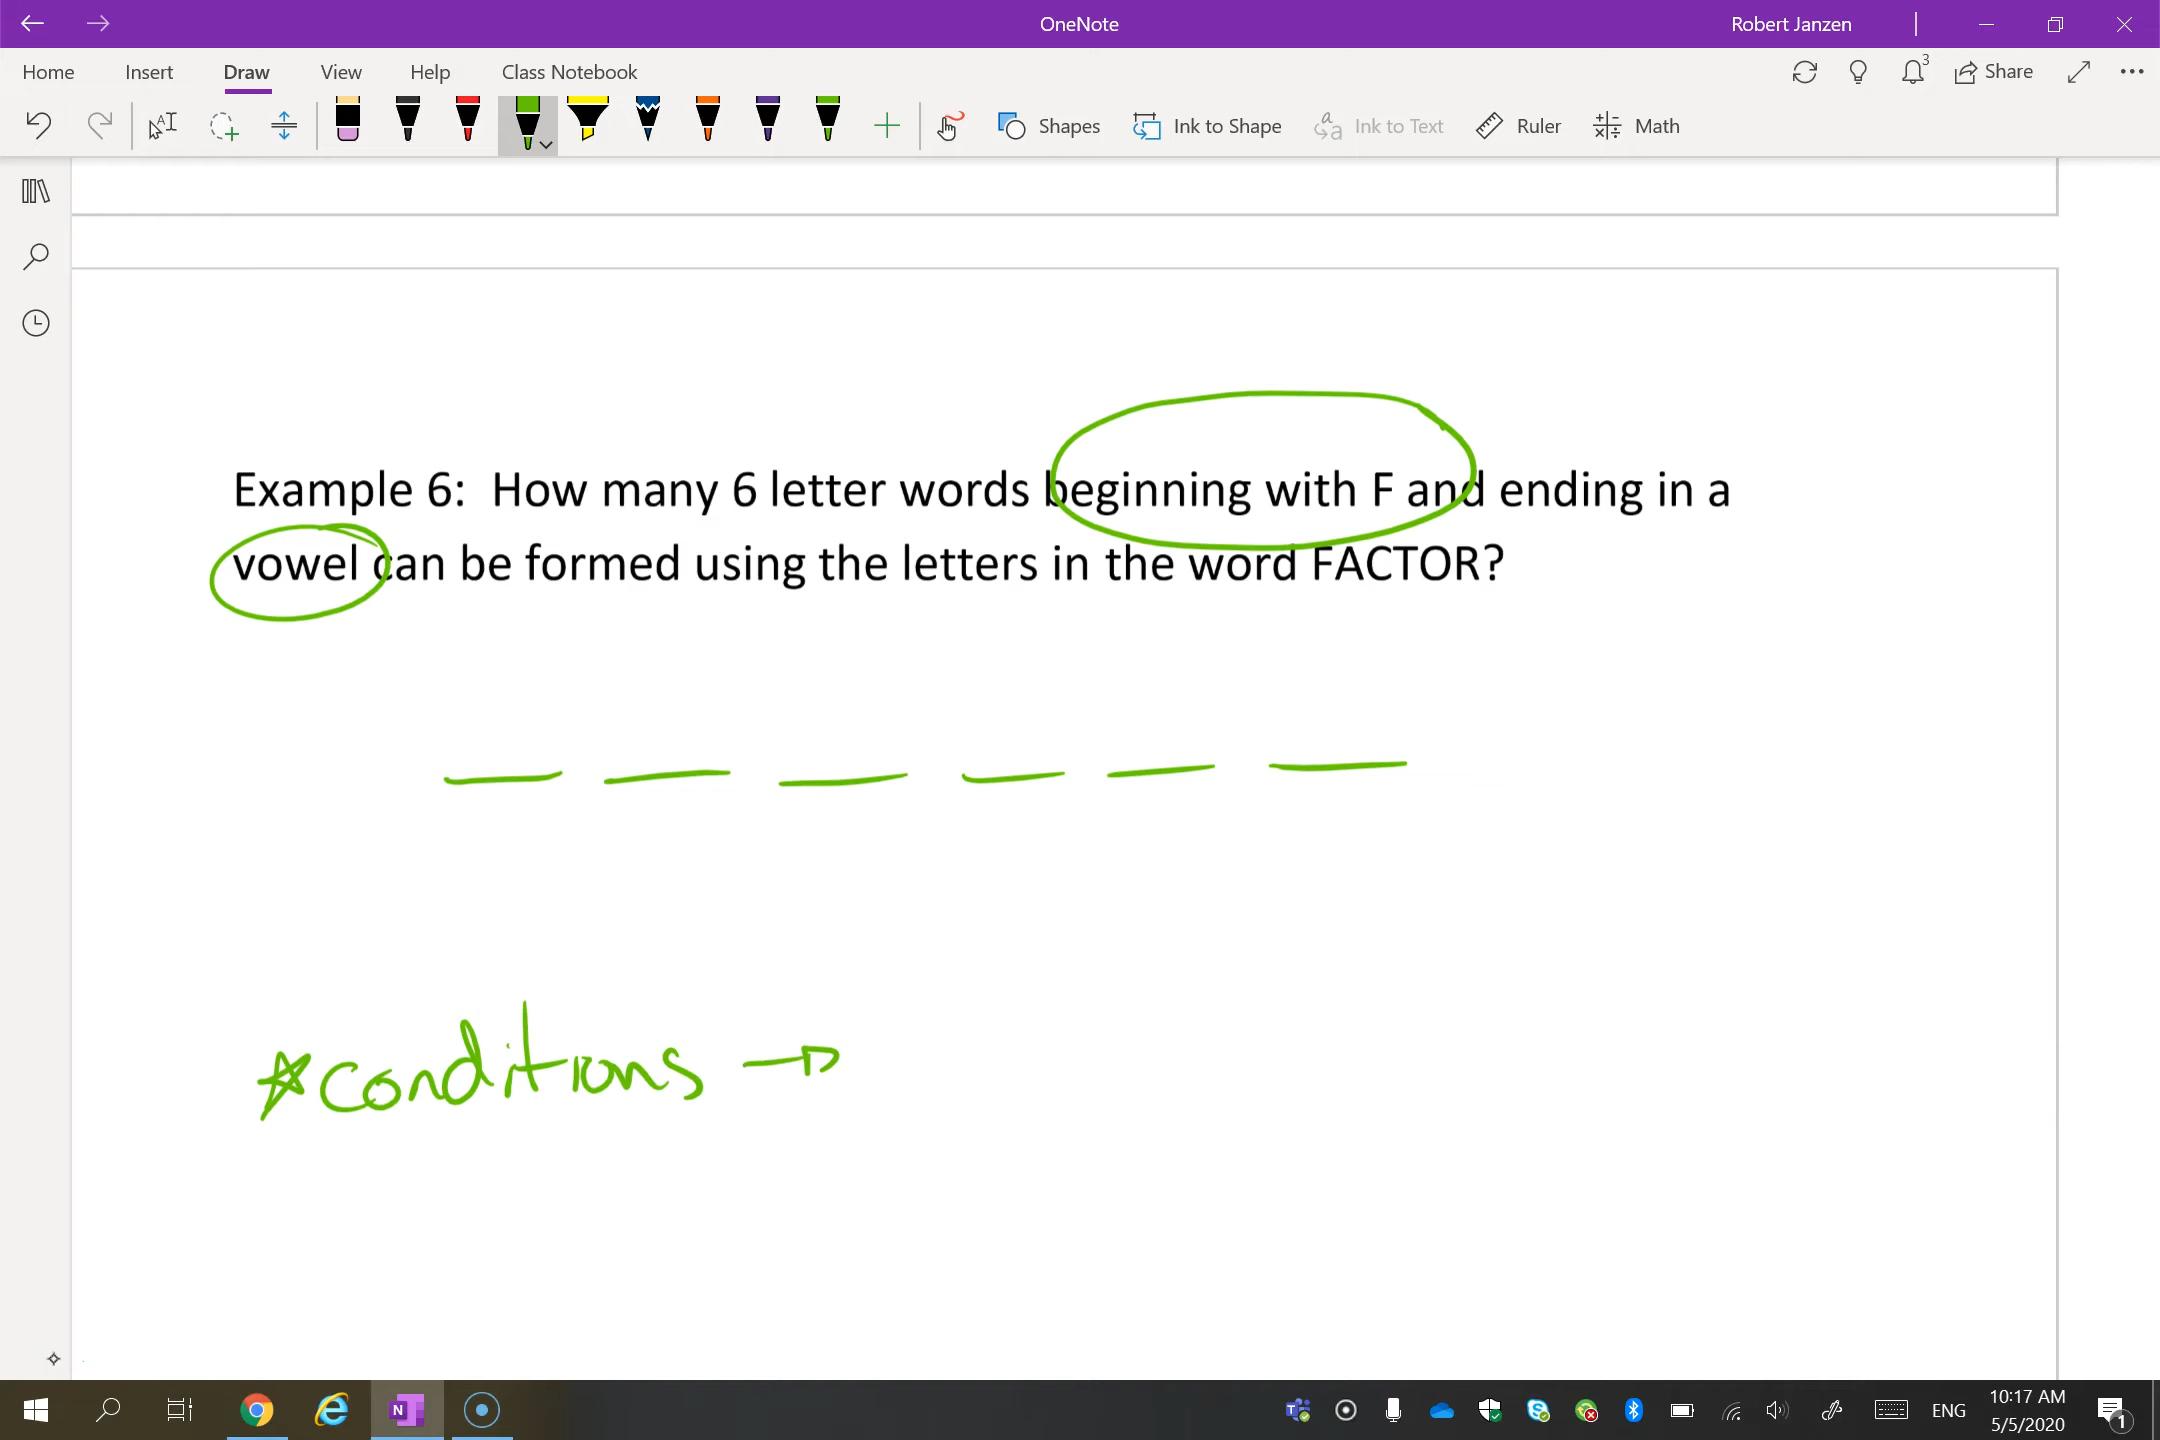 OneNote
Robert Janzen
Home Insert Draw View Help Class Notebook
3
Share
Shapes Ink to Shape Ink to Text Ruler Math
Example 6: How many 6 letter words beginning with F and ending in a
vowel can be formed using the letters in the word FACTOR?
conditions
ENG
10:17 AM
5/5/2020
1